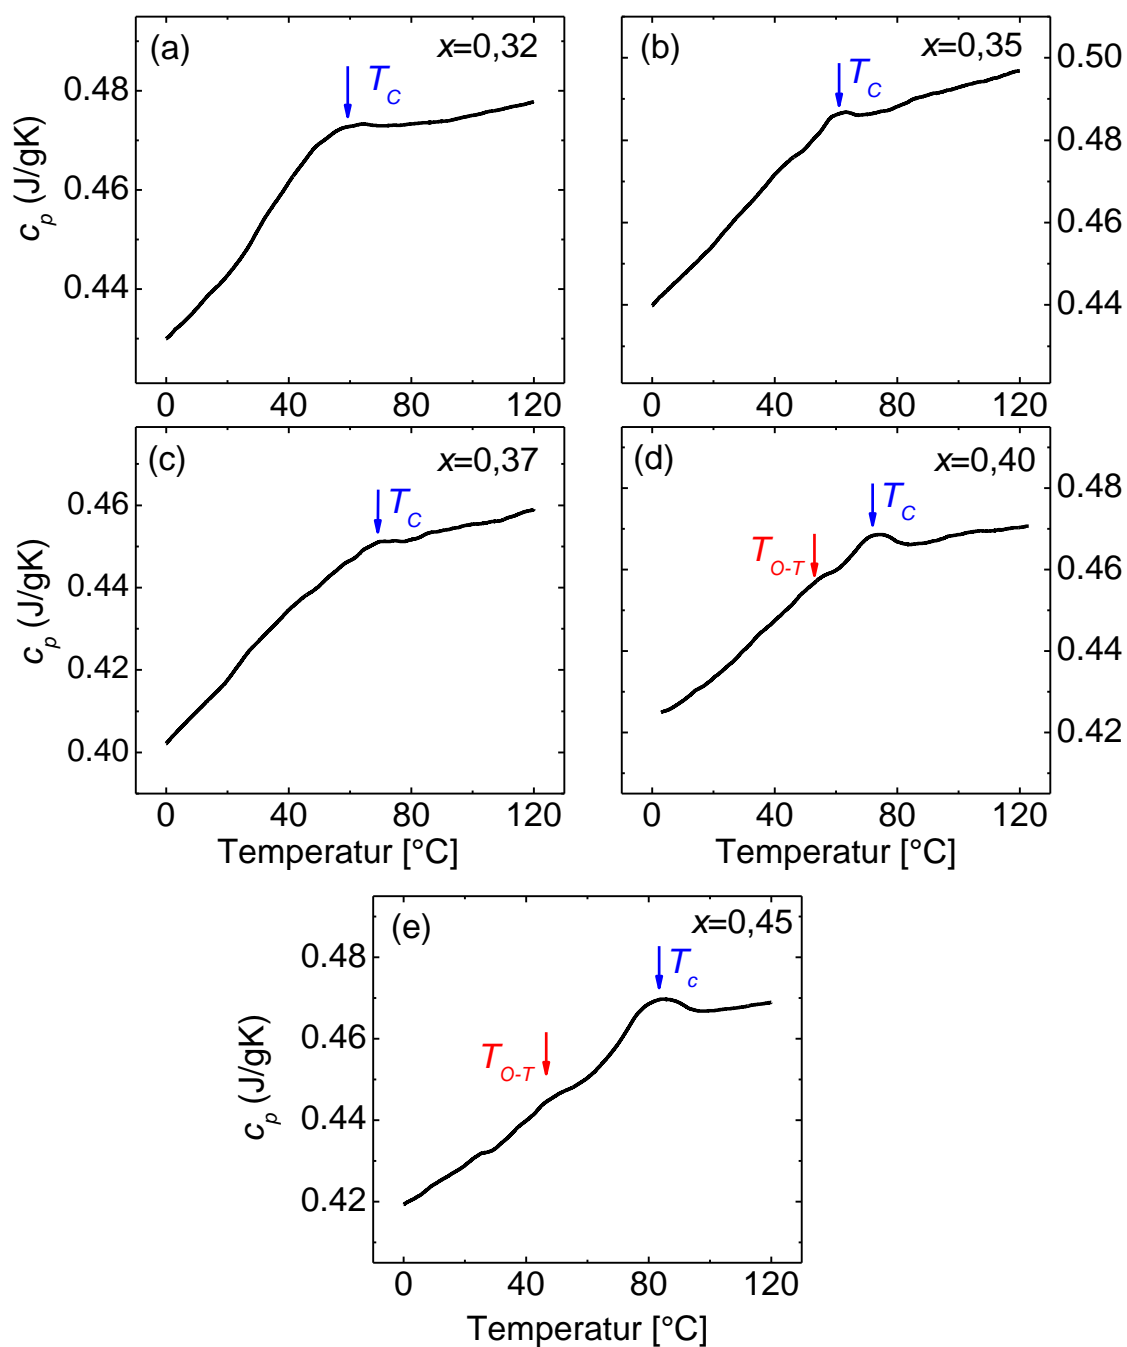 (a) x=0,32
T_C
c_p (J/gK)
0.48
0.46
0.44
0 40 80 120
(b) x=0,35
T_C
0.50
0.48
0.46
0.44
0 40 80 120
(c) x=0,37
T_C
c_p (J/gK)
0.46
0.44
0.42
0.40
0 40 80 120
Temperatur [°C]
(d) x=0,40
T_C
T_O-T
0.48
0.46
0.44
0.42
0 40 80 120
Temperatur [°C]
(e) x=0,45
T_c
T_O-T
c_p (J/gK)
0.48
0.46
0.44
0.42
0 40 80 120
Temperatur [°C]